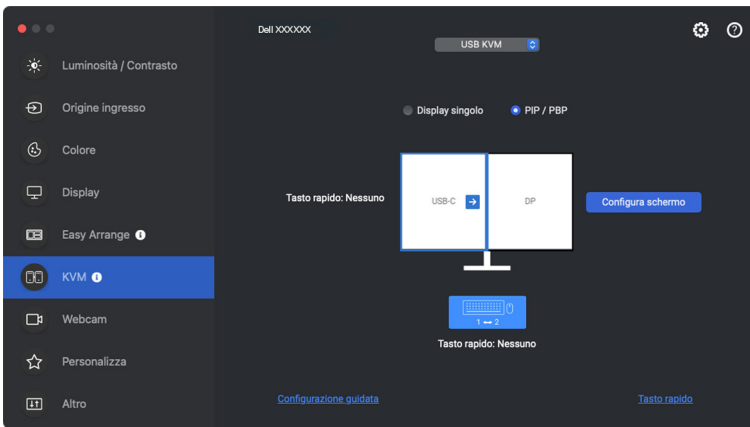 Dell XXXXXX
USB KVM
Luminosità / Contrasto
Origine ingresso
Colore
Display
Easy Arrange
KVM
Webcam
Personalizza
Altro
Display singolo
PIP / PBP
Tasto rapido: Nessuno
USB-C
DP
Configura schermo
1 2
Tasto rapido: Nessuno
Configurazione guidata
Tasto rapido